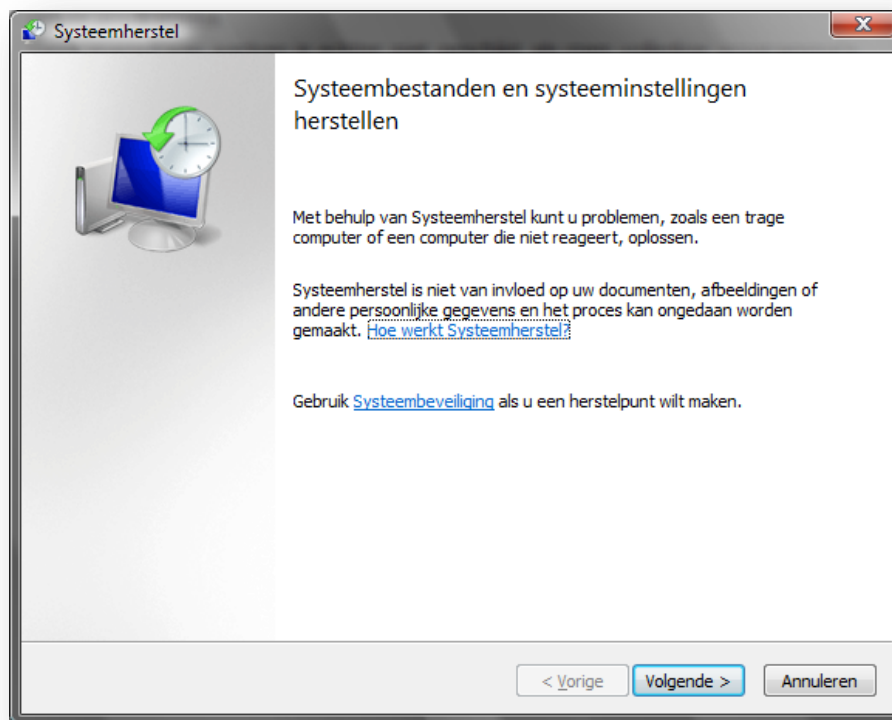 Systeemherstel
Systeembestanden en systeeminstellingen
herstellen
Met behulp van Systeemherstel kunt u problemen, zoals een trage
computer of een computer die niet reageert, oplossen.
Systeemherstel is niet van invloed op uw documenten, afbeeldingen of
andere persoonlijke gegevens en het proces kan ongedaan worden
gemaakt. Hoe werkt Systeemherstel?
Gebruik Systeembeveiliging als u een herstelpunt wilt maken.
< Vorige Volgende > Annuleren